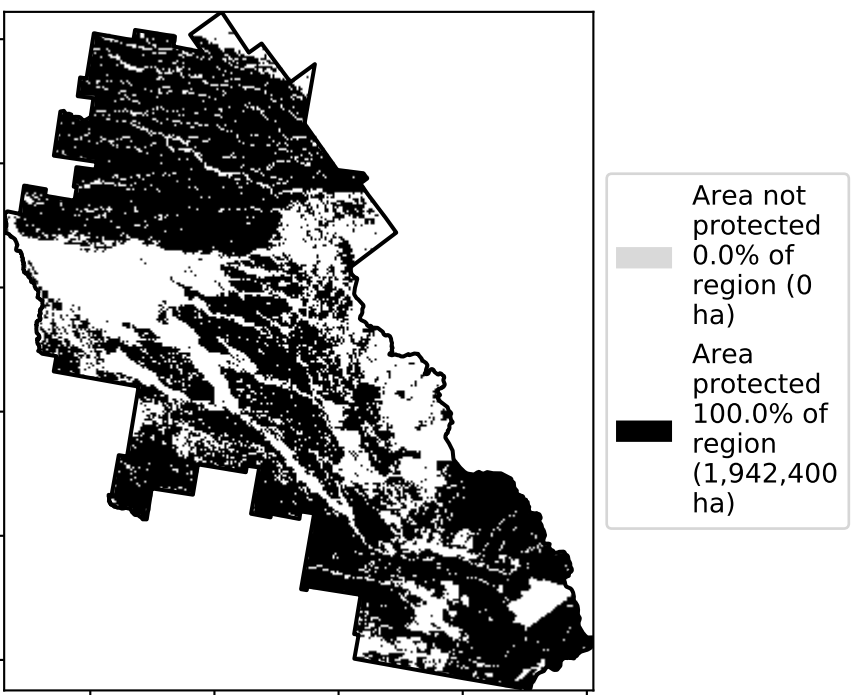 Area not
protected
0.0% of
region (0
ha)
Area
protected
100.0% of
region
(1,942,400
ha)